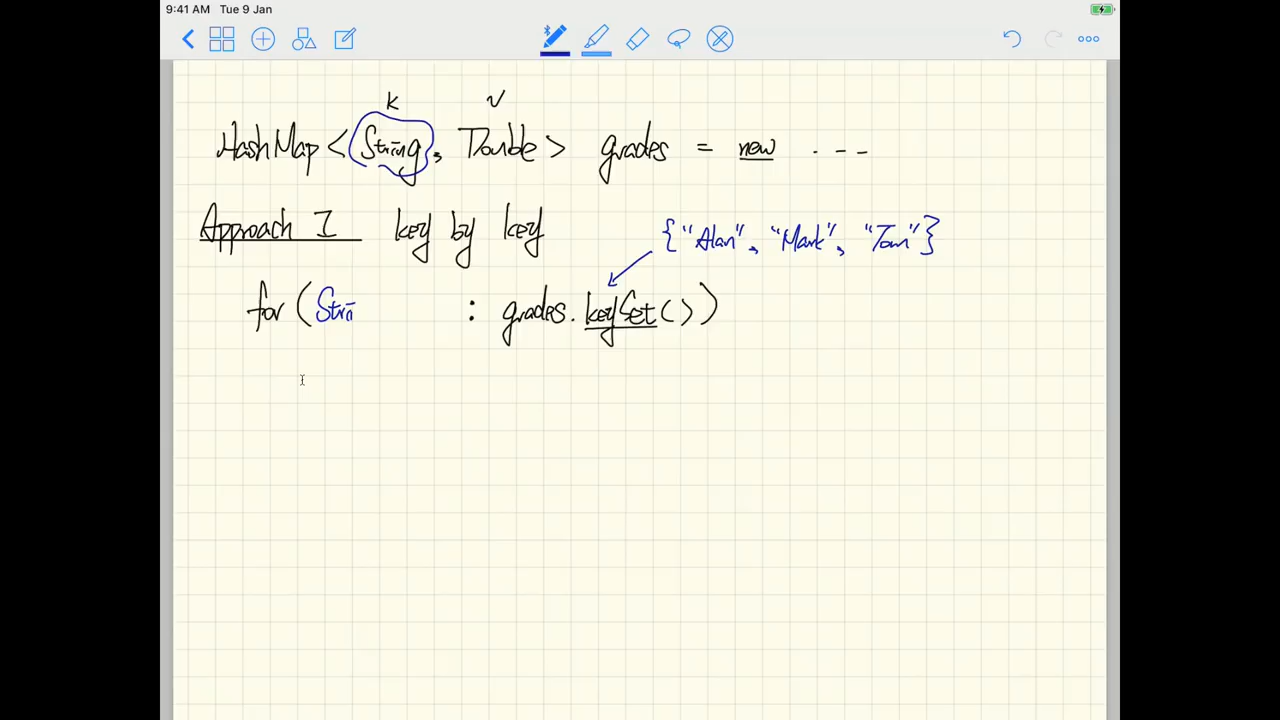 9:41 AM Tue 9 Jan
K V
HashMap < String, Double > grades = new . - - -
Approach I key by key
{"Alan", "Mark", "Tom"}
for ( Strin : grades. keySet ( ) )